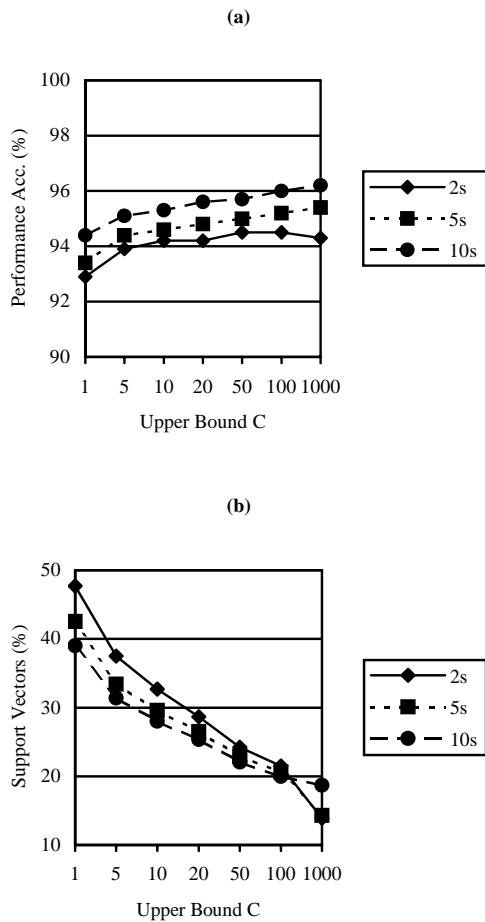 (a)
100
98
96
94
92
90
Performance Acc. (%)
1 5 10 20 50 100 1000
Upper Bound C
2s
5s
10s
(b)
50
40
30
20
10
Support Vectors (%)
1 5 10 20 50 100 1000
Upper Bound C
2s
5s
10s